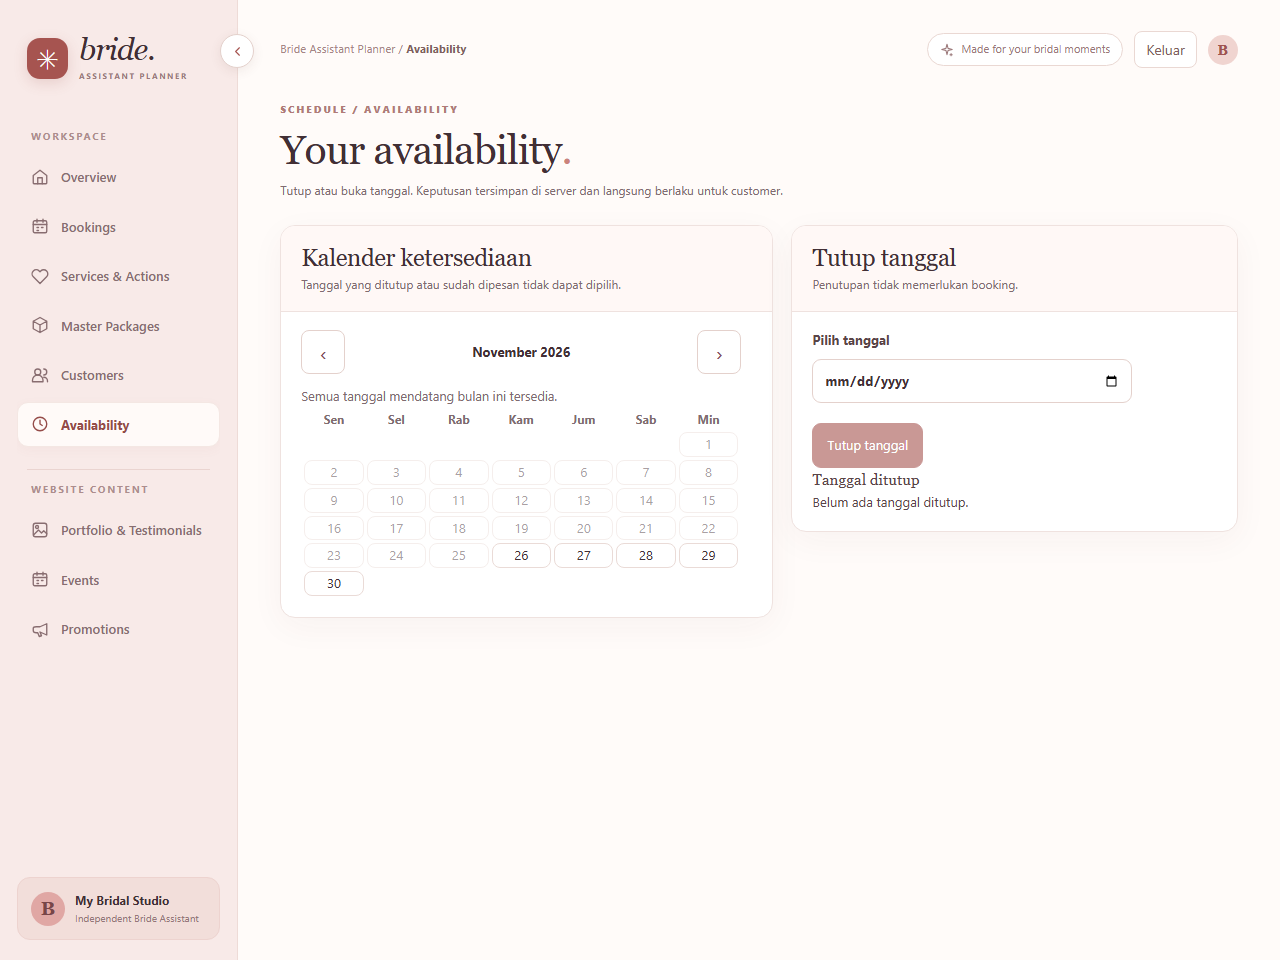 bride.
ASSISTANT PLANNER
WORKSPACE
Overview
Bookings
Services & Actions
Master Packages
Customers
Availability
WEBSITE CONTENT
Portfolio & Testimonials
Events
Promotions
B
My Bridal Studio
Independent Bride Assistant
Bride Assistant Planner / Availability
Made for your bridal moments
Keluar
B
SCHEDULE / AVAILABILITY
Your availability.
Tutup atau buka tanggal. Keputusan tersimpan di server dan langsung berlaku untuk customer.
Kalender ketersediaan
Tanggal yang ditutup atau sudah dipesan tidak dapat dipilih.
‹ November 2026 ›
Semua tanggal mendatang bulan ini tersedia.
Sen Sel Rab Kam Jum Sab Min
1
2 3 4 5 6 7 8
9 10 11 12 13 14 15
16 17 18 19 20 21 22
23 24 25 26 27 28 29
30
Tutup tanggal
Penutupan tidak memerlukan booking.
Pilih tanggal
mm/dd/yyyy
Tutup tanggal
Tanggal ditutup
Belum ada tanggal ditutup.